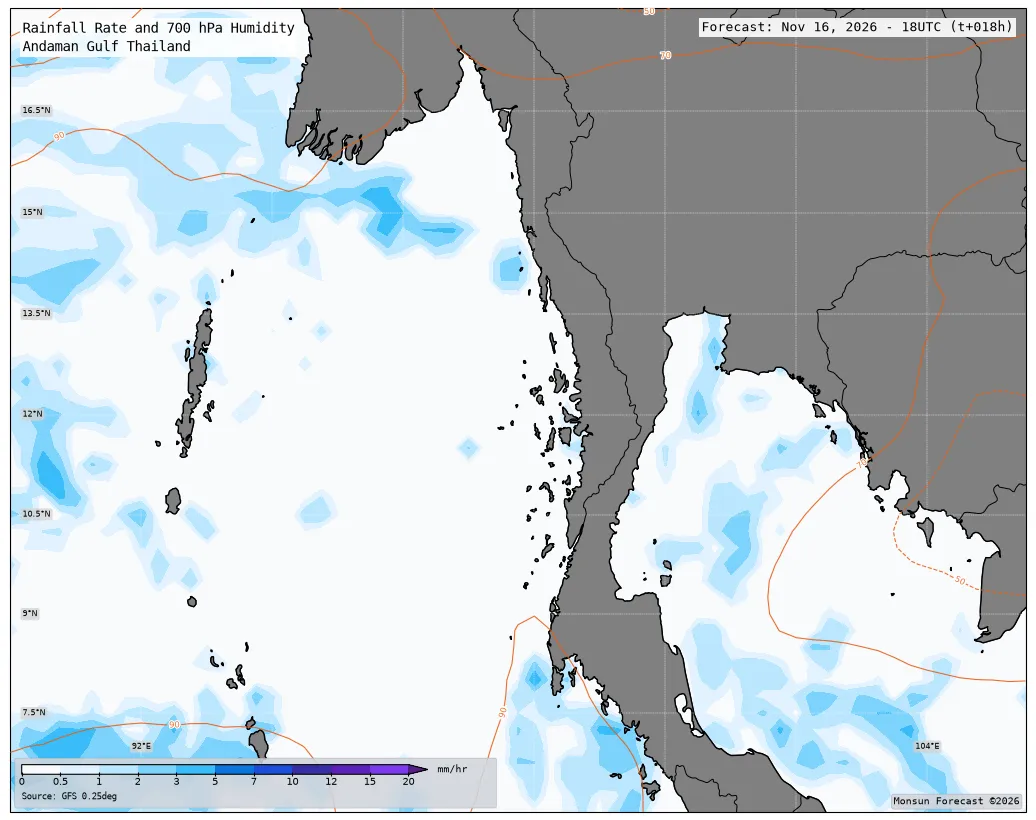 Rainfall Rate and 700 hPa Humidity
Andaman Gulf Thailand
Forecast: Nov 16, 2026 - 18UTC (t+018h)
50
70
16.5°N
90
15°N
13.5°N
12°N
70
10.5°N
50
9°N
90
7.5°N
90
92°E
104°E
mm/hr
0 0.5 1 2 3 5 7 10 12 15 20
Source: GFS 0.25deg
Monsun Forecast ©2026